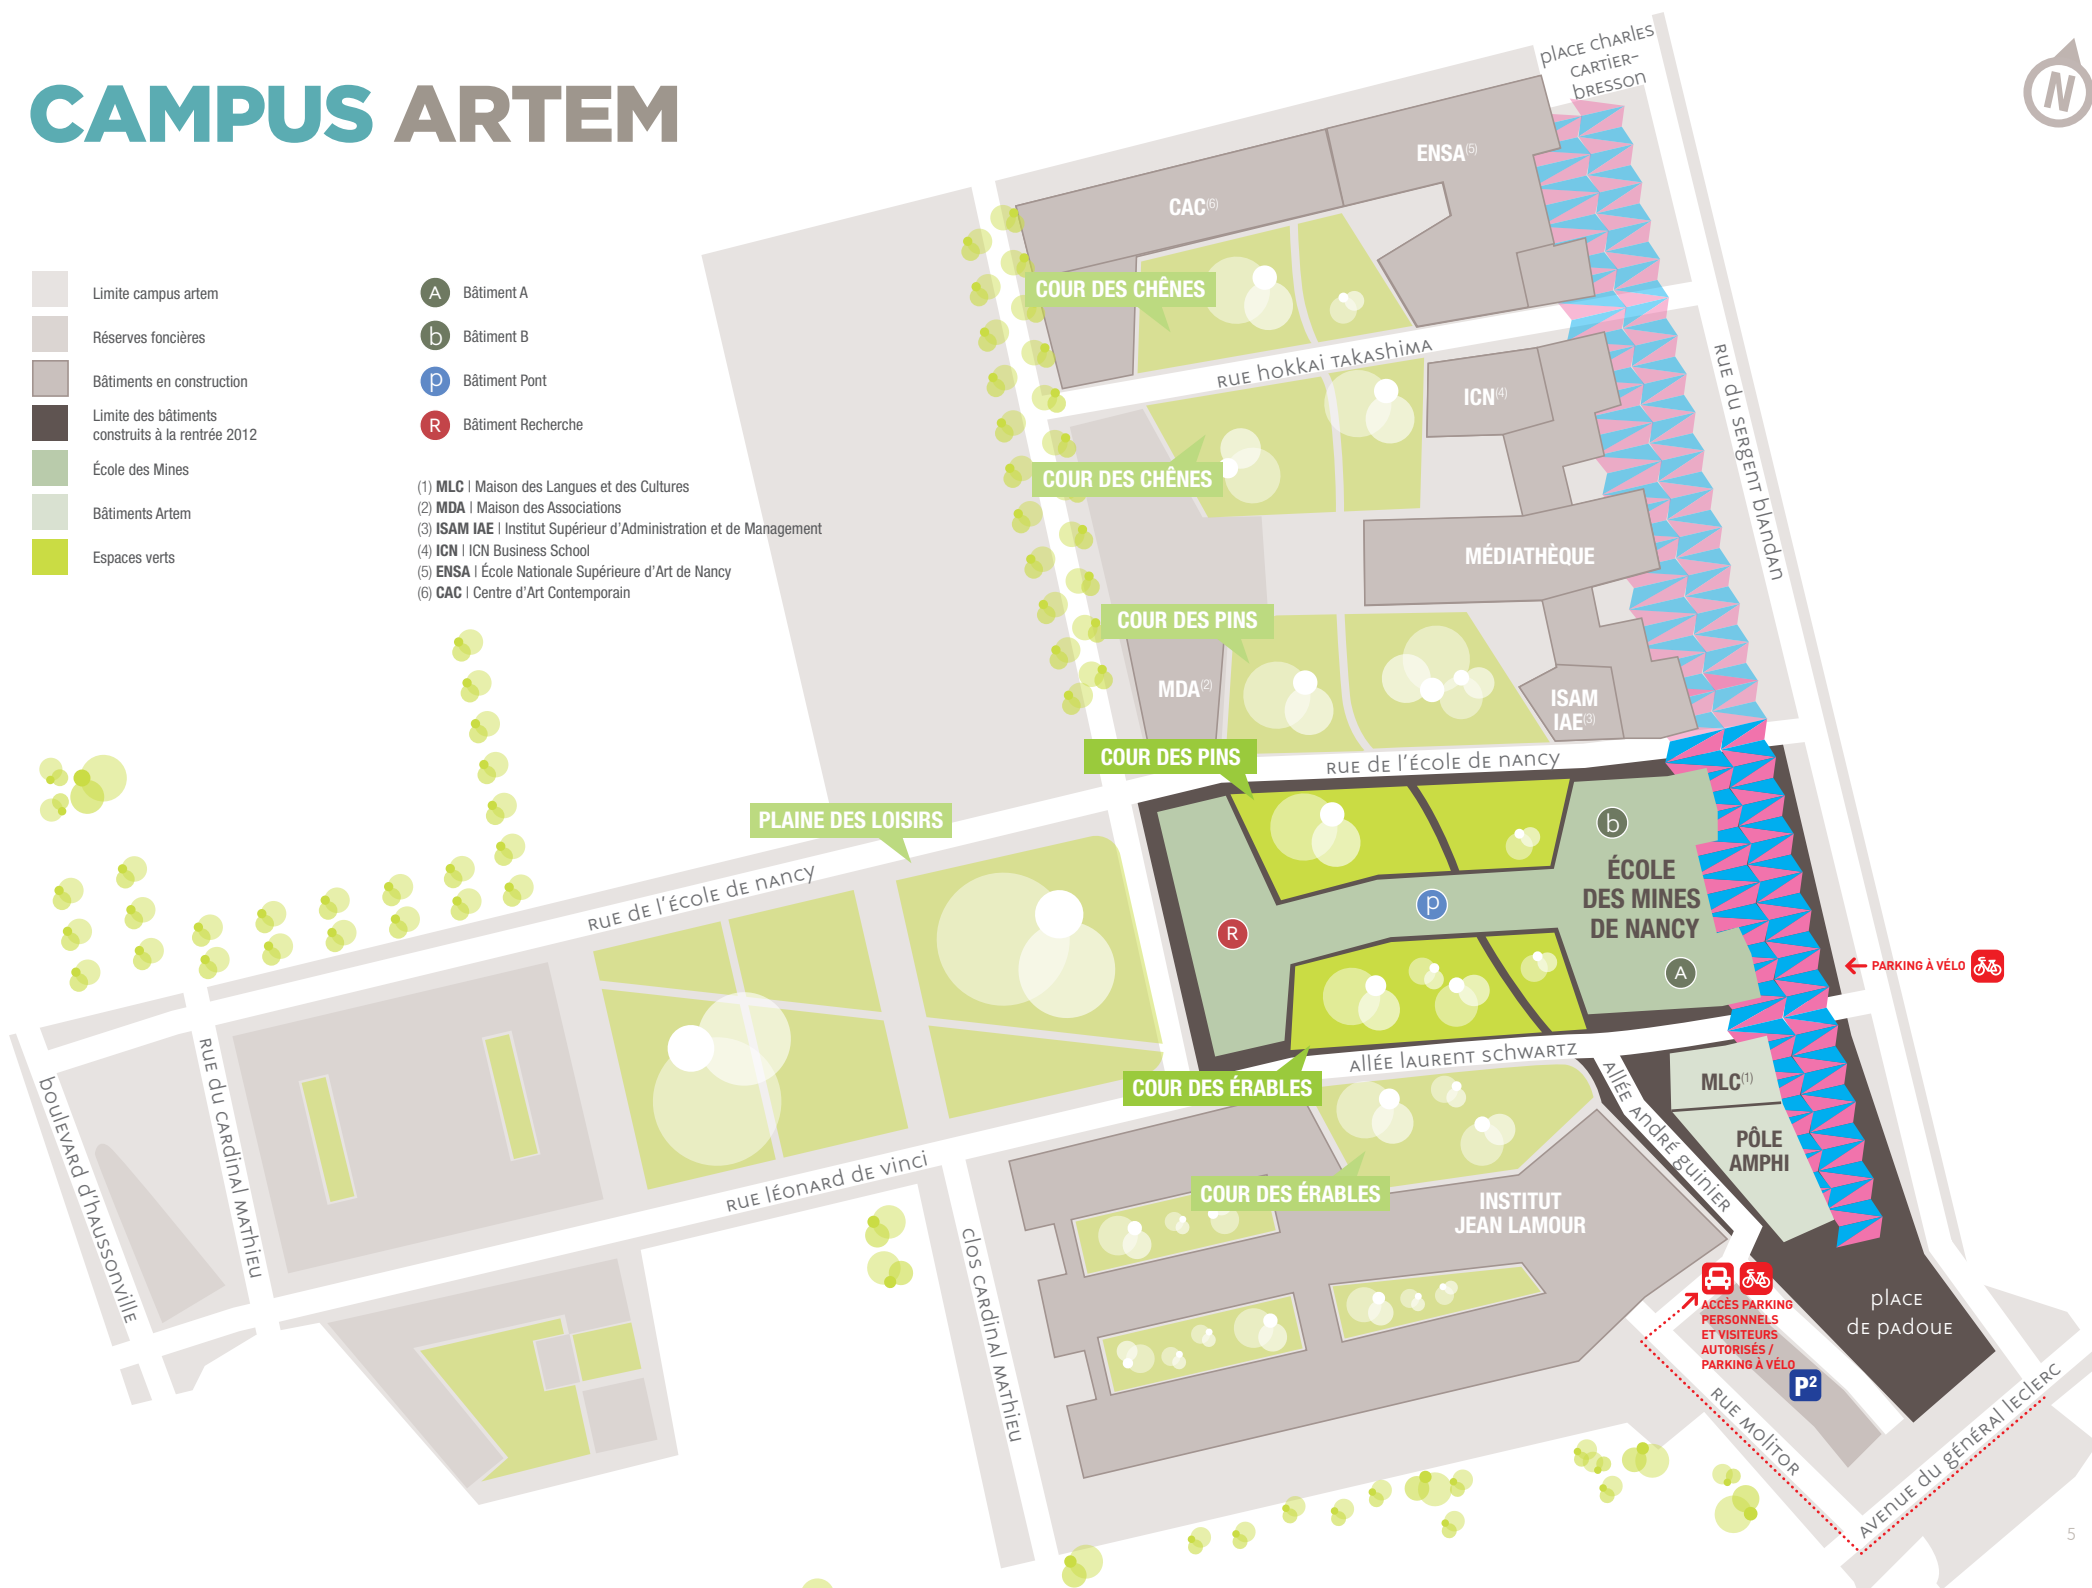 CAMPUS ARTEM
N
Limite campus artem
Réserves foncières
Bâtiments en construction
Limite des bâtiments
construits à la rentrée 2012
École des Mines
Bâtiments Artem
Espaces verts
A Bâtiment A
b Bâtiment B
p Bâtiment Pont
R Bâtiment Recherche
(1) MLC | Maison des Langues et des Cultures
(2) MDA | Maison des Associations
(3) ISAM IAE | Institut Supérieur d'Administration et de Management
(4) ICN | ICN Business School
(5) ENSA | École Nationale Supérieure d'Art de Nancy
(6) CAC | Centre d'Art Contemporain
place Charles
Cartier-
Bresson
ENSA(5)
CAC(6)
COUR DES CHÊNES
rue Hokkai Takashima
ICN(4)
rue du Sergent Blandan
COUR DES CHÊNES
MÉDIATHÈQUE
COUR DES PINS
MDA(2)
ISAM
IAE(3)
COUR DES PINS
rue de l'École de Nancy
PLAINE DES LOISIRS
b
ÉCOLE
DES MINES
DE NANCY
p
R
A
rue de l'École de Nancy
PARKING À VÉLO
allée Laurent Schwartz
COUR DES ÉRABLES
MLC(1)
PÔLE
AMPHI
allée André Guinier
boulevard d'Haussonville
rue du Cardinal Mathieu
rue Léonard de Vinci
COUR DES ÉRABLES
INSTITUT
JEAN LAMOUR
clos Cardinal Mathieu
place
de Padoue
ACCÈS PARKING
PERSONNELS
ET VISITEURS
AUTORISÉS /
PARKING À VÉLO
P2
rue Molitor
avenue du Général Leclerc
5